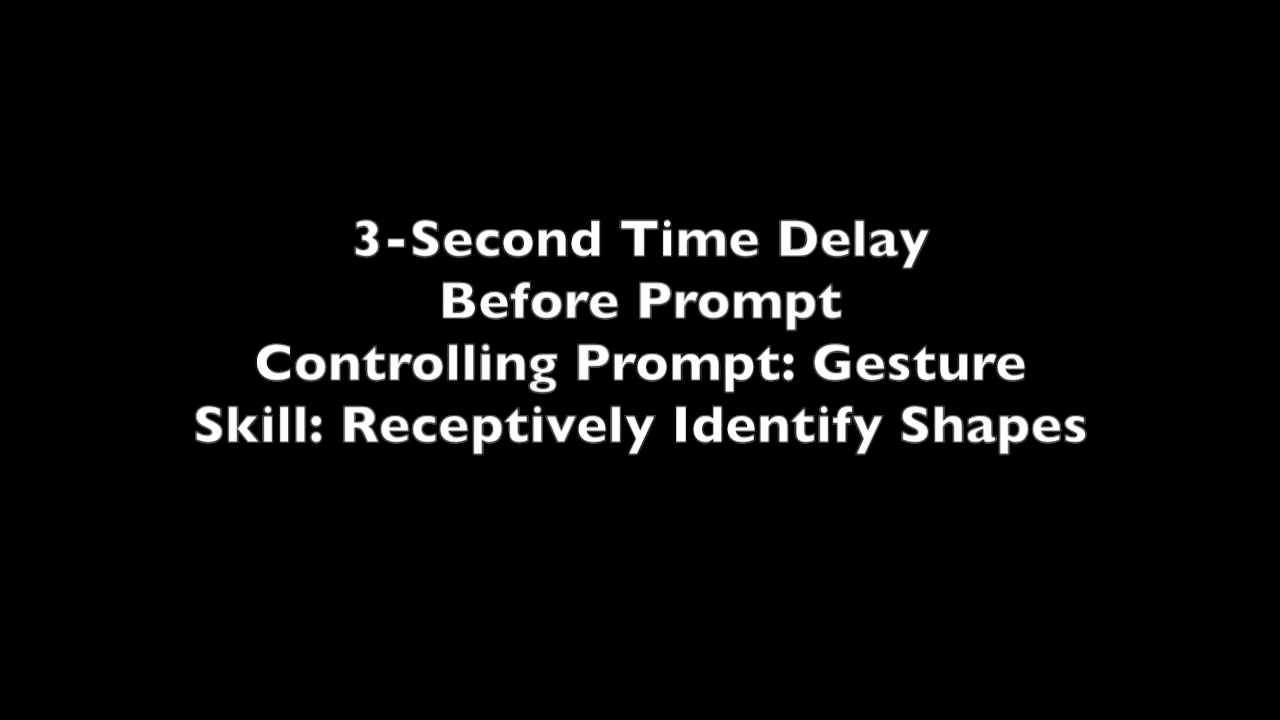 3-Second Time Delay
Before Prompt
Controlling Prompt: Gesture
Skill: Receptively Identify Shapes